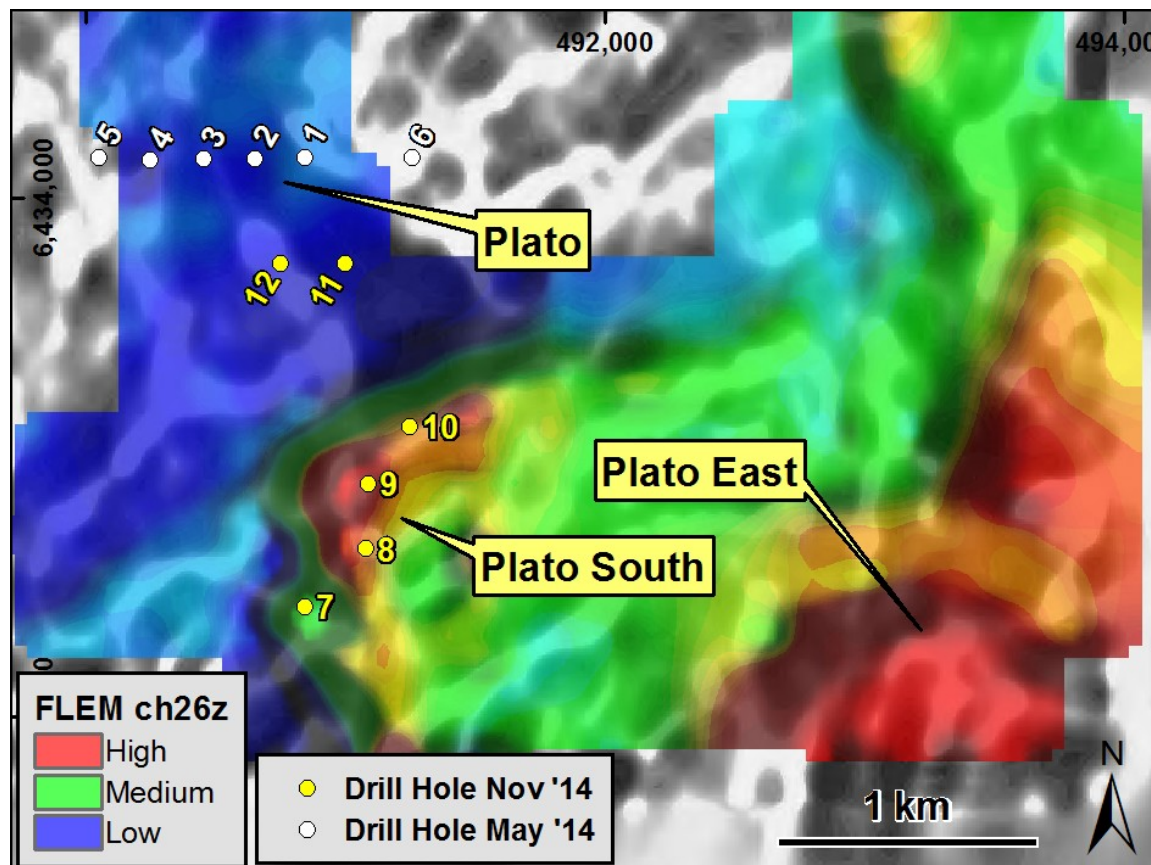 492,000
494,0
5
4
3
2
1
6
6,434,000
Plato
12
11
10
9
Plato East
8
Plato South
7
0
FLEM ch26z
High
Medium
Low
Drill Hole Nov '14
Drill Hole May '14
1 km
N